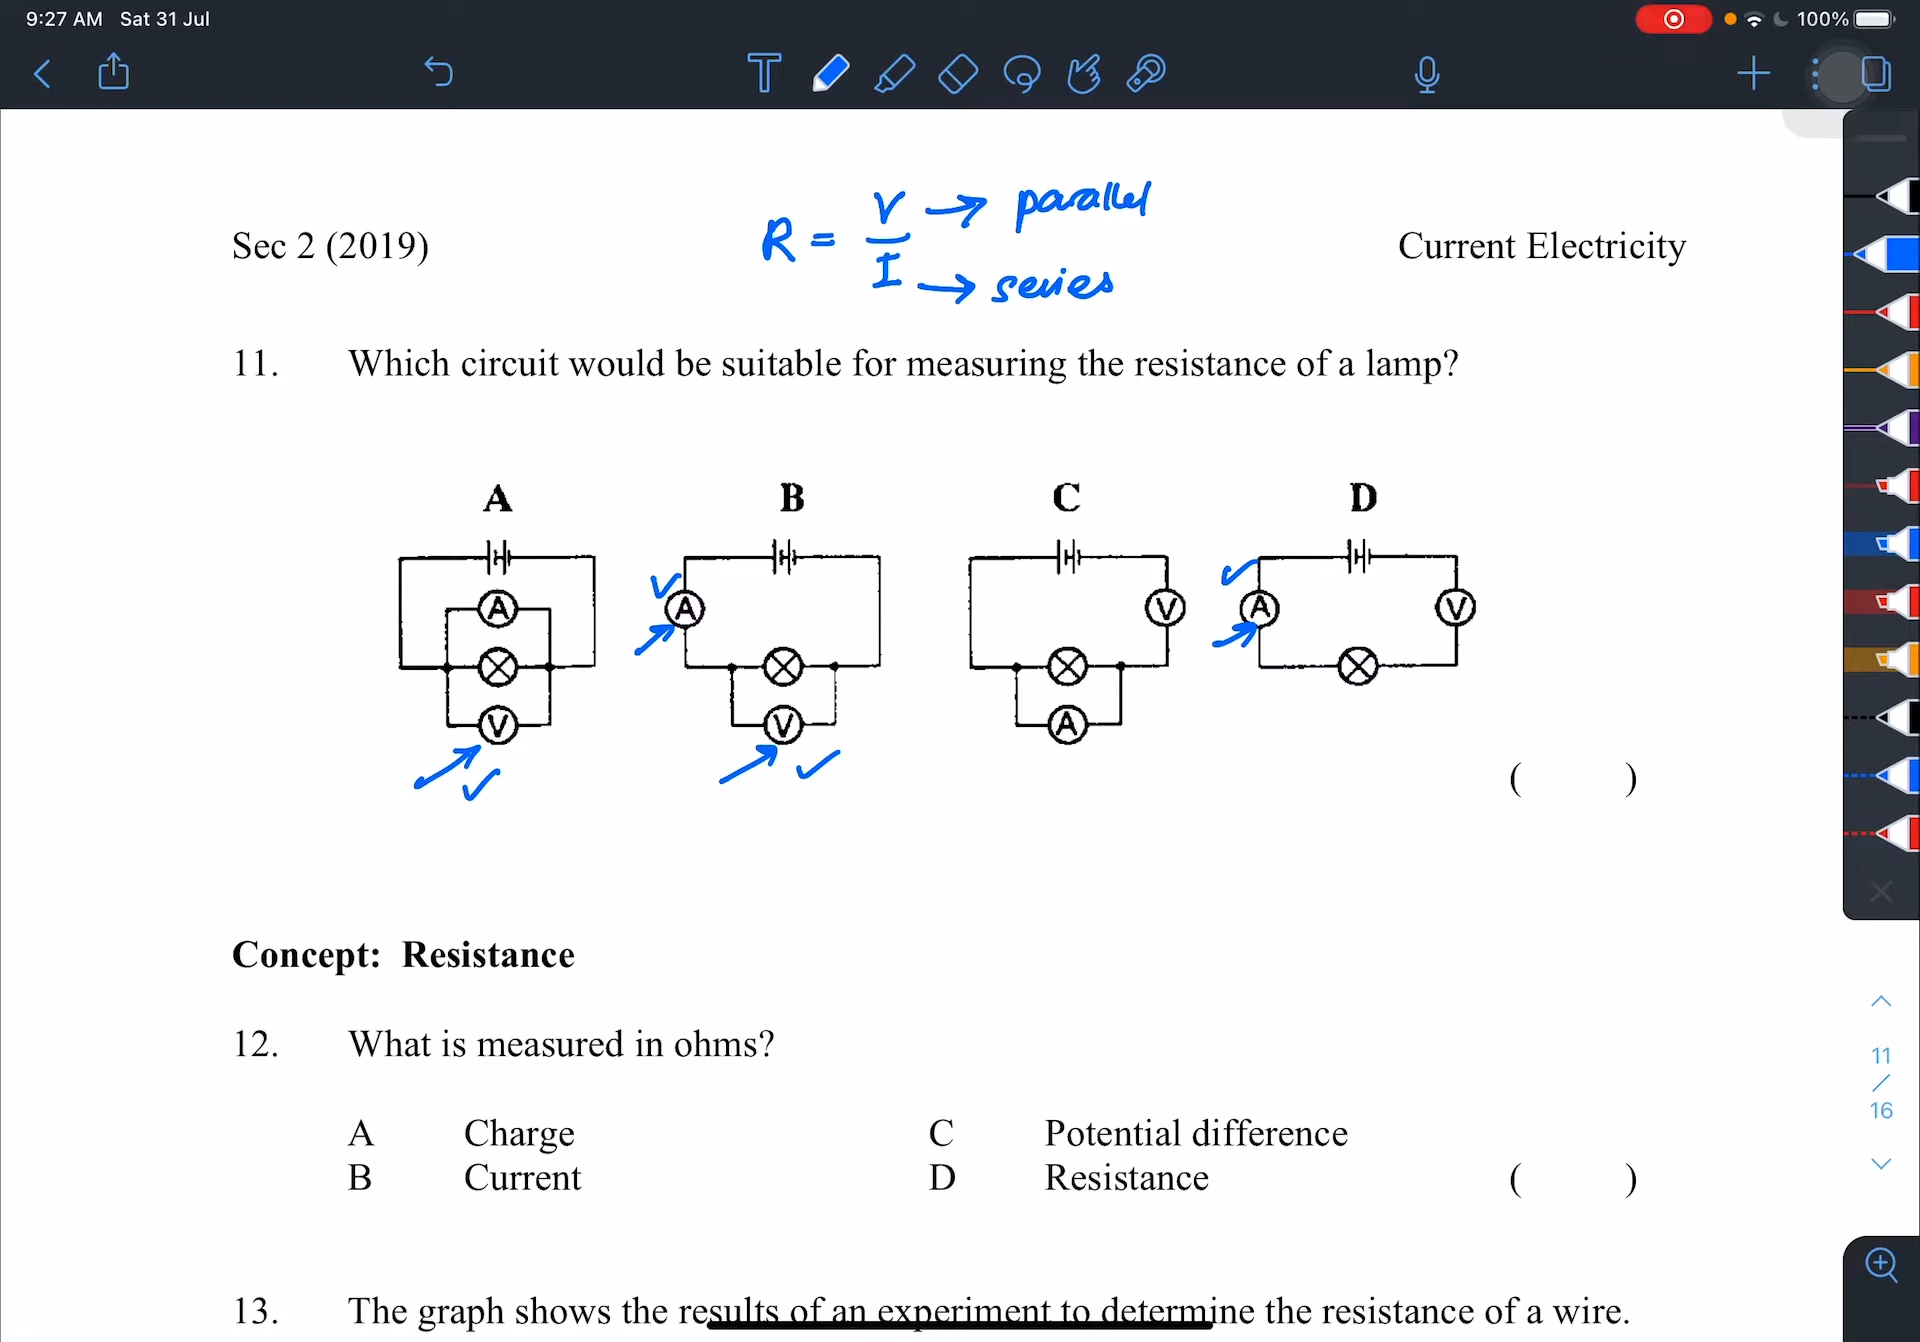 9:27 AM Sat 31 Jul
100%
R = V/I → parallel
→ series
Sec 2 (2019)
Current Electricity
11. Which circuit would be suitable for measuring the resistance of a lamp?
A B C D
A A V A V
V V A
( )
Concept: Resistance
12. What is measured in ohms?
A Charge C Potential difference
B Current D Resistance ( )
13. The graph shows the results of an experiment to determine the resistance of a wire.
11
/
16